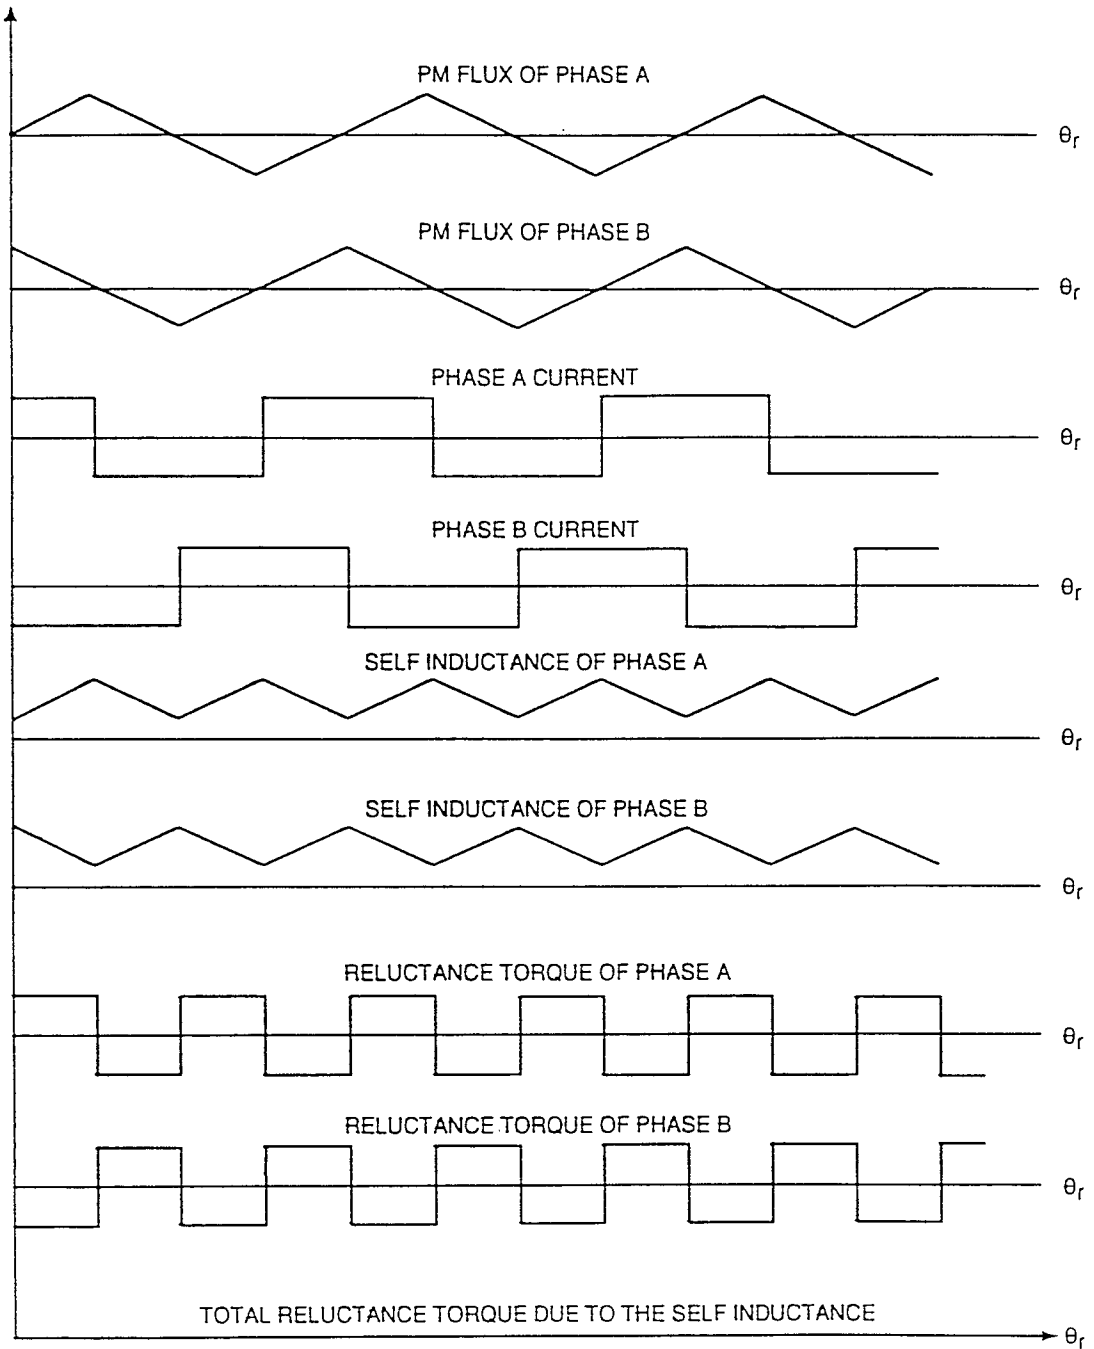 PM FLUX OF PHASE A
θr
PM FLUX OF PHASE B
θr
PHASE A CURRENT
θr
PHASE B CURRENT
θr
SELF INDUCTANCE OF PHASE A
θr
SELF INDUCTANCE OF PHASE B
θr
RELUCTANCE TORQUE OF PHASE A
θr
RELUCTANCE TORQUE OF PHASE B
θr
TOTAL RELUCTANCE TORQUE DUE TO THE SELF INDUCTANCE
θr